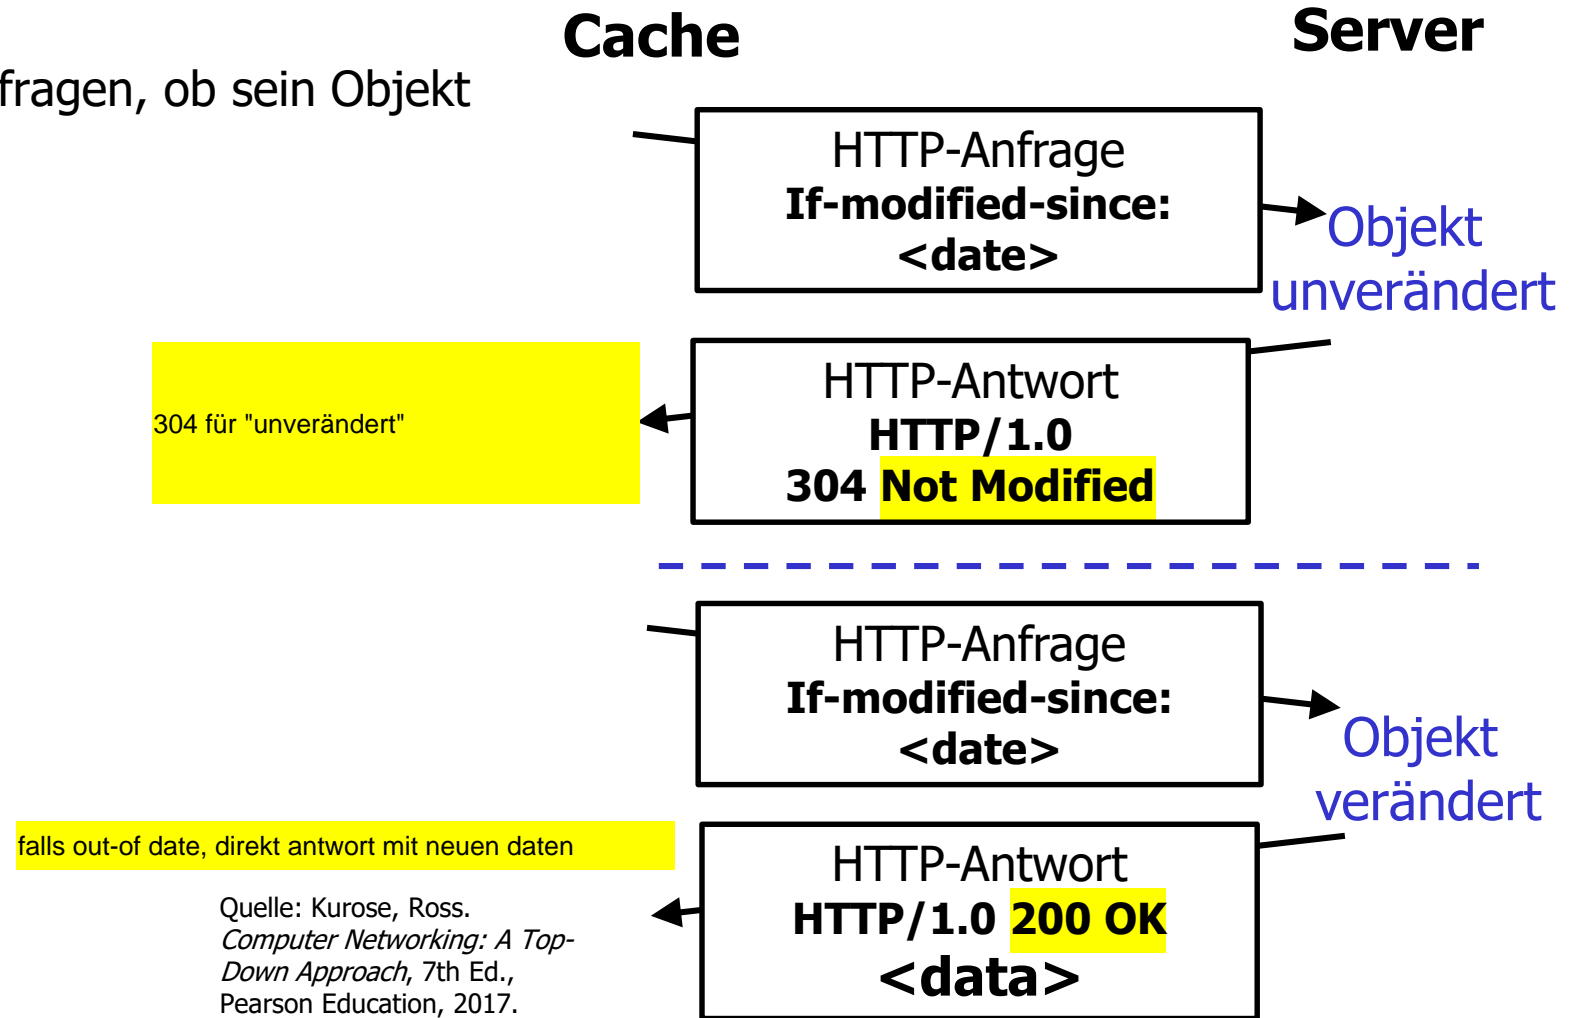 Cache
Server
fragen, ob sein Objekt
HTTP-Anfrage
If-modified-since:
<date>
Objekt
unverändert
304 für "unverändert"
HTTP-Antwort
HTTP/1.0
304 Not Modified
HTTP-Anfrage
If-modified-since:
<date>
Objekt
verändert
falls out-of date, direkt antwort mit neuen daten
HTTP-Antwort
HTTP/1.0 200 OK
<data>
Quelle: Kurose, Ross.
Computer Networking: A Top-
Down Approach, 7th Ed.,
Pearson Education, 2017.